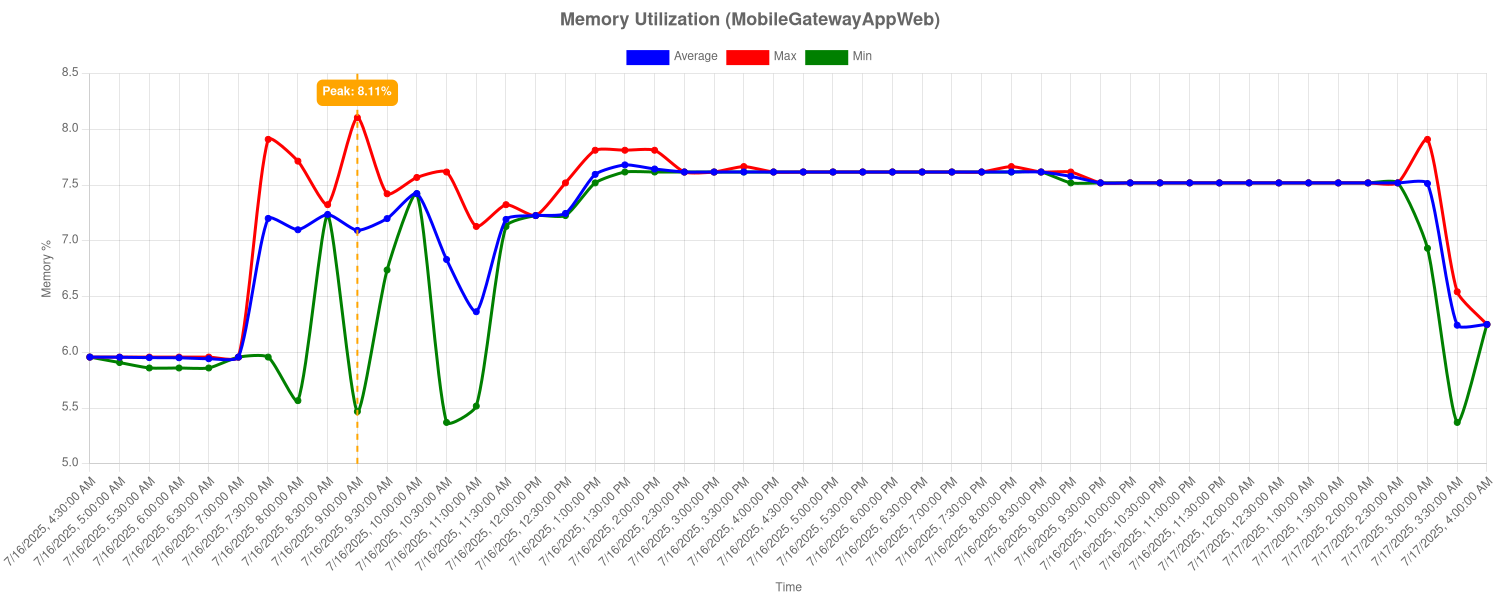 Memory Utilization (MobileGatewayAppWeb)
Average Max Min
Peak: 8.11%
8.5
8.0
7.5
7.0
6.5
6.0
5.5
5.0
Memory %
7/16/2025, 4:30:00 AM
7/16/2025, 5:00:00 AM
7/16/2025, 5:30:00 AM
7/16/2025, 6:00:00 AM
7/16/2025, 6:30:00 AM
7/16/2025, 7:00:00 AM
7/16/2025, 7:30:00 AM
7/16/2025, 8:00:00 AM
7/16/2025, 8:30:00 AM
7/16/2025, 9:00:00 AM
7/16/2025, 9:30:00 AM
7/16/2025, 10:00:00 AM
7/16/2025, 10:30:00 AM
7/16/2025, 11:00:00 AM
7/16/2025, 11:30:00 AM
7/16/2025, 12:00:00 PM
7/16/2025, 12:30:00 PM
7/16/2025, 1:00:00 PM
7/16/2025, 1:30:00 PM
7/16/2025, 2:00:00 PM
7/16/2025, 2:30:00 PM
7/16/2025, 3:00:00 PM
7/16/2025, 3:30:00 PM
7/16/2025, 4:00:00 PM
7/16/2025, 4:30:00 PM
7/16/2025, 5:00:00 PM
7/16/2025, 5:30:00 PM
7/16/2025, 6:00:00 PM
7/16/2025, 6:30:00 PM
7/16/2025, 7:00:00 PM
7/16/2025, 7:30:00 PM
7/16/2025, 8:00:00 PM
7/16/2025, 8:30:00 PM
7/16/2025, 9:00:00 PM
7/16/2025, 9:30:00 PM
7/16/2025, 10:00:00 PM
7/16/2025, 10:30:00 PM
7/16/2025, 11:00:00 PM
7/16/2025, 11:30:00 PM
7/17/2025, 12:00:00 AM
7/17/2025, 12:30:00 AM
7/17/2025, 1:00:00 AM
7/17/2025, 1:30:00 AM
7/17/2025, 2:00:00 AM
7/17/2025, 2:30:00 AM
7/17/2025, 3:00:00 AM
7/17/2025, 3:30:00 AM
7/17/2025, 4:00:00 AM
Time